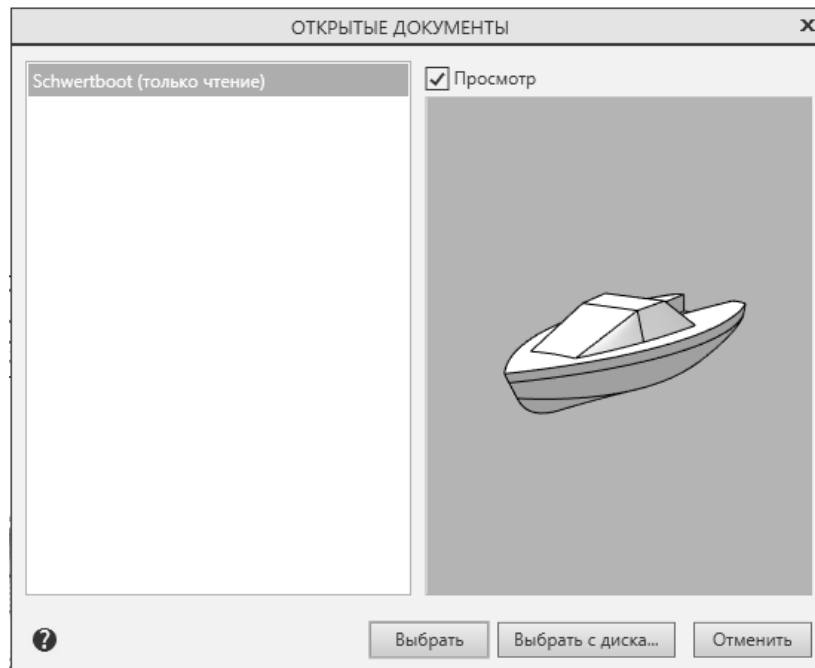 ОТКРЫТЫЕ ДОКУМЕНТЫ
Schwertboot (только чтение)
Просмотр
Выбрать
Выбрать с диска...
Отменить